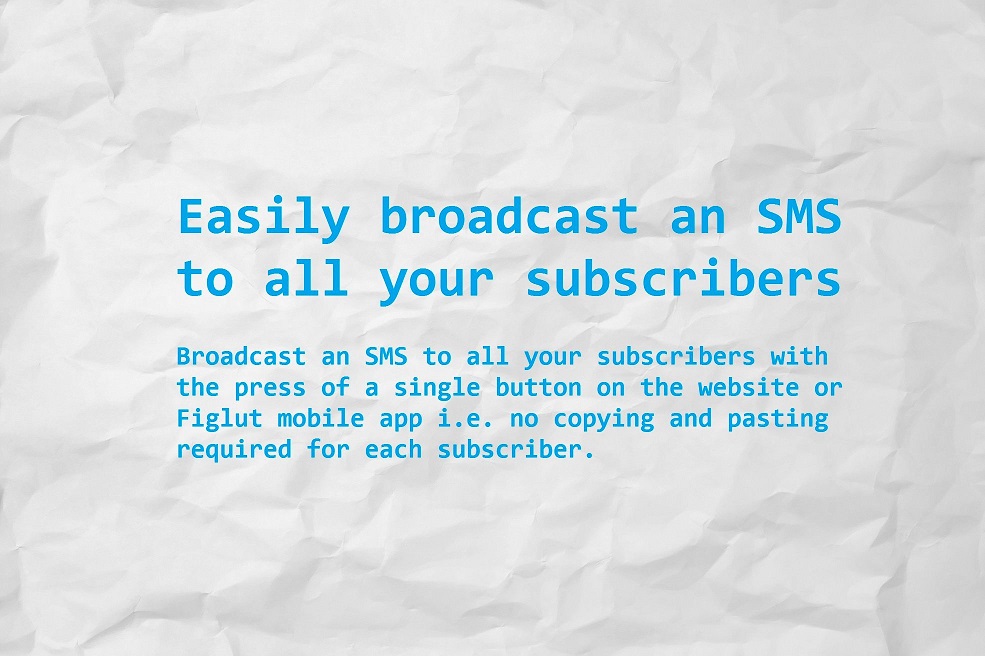 Easily broadcast an SMS
to all your subscribers
Broadcast an SMS to all your subscribers with
the press of a single button on the website or
Figlut mobile app i.e. no copying and pasting
required for each subscriber.